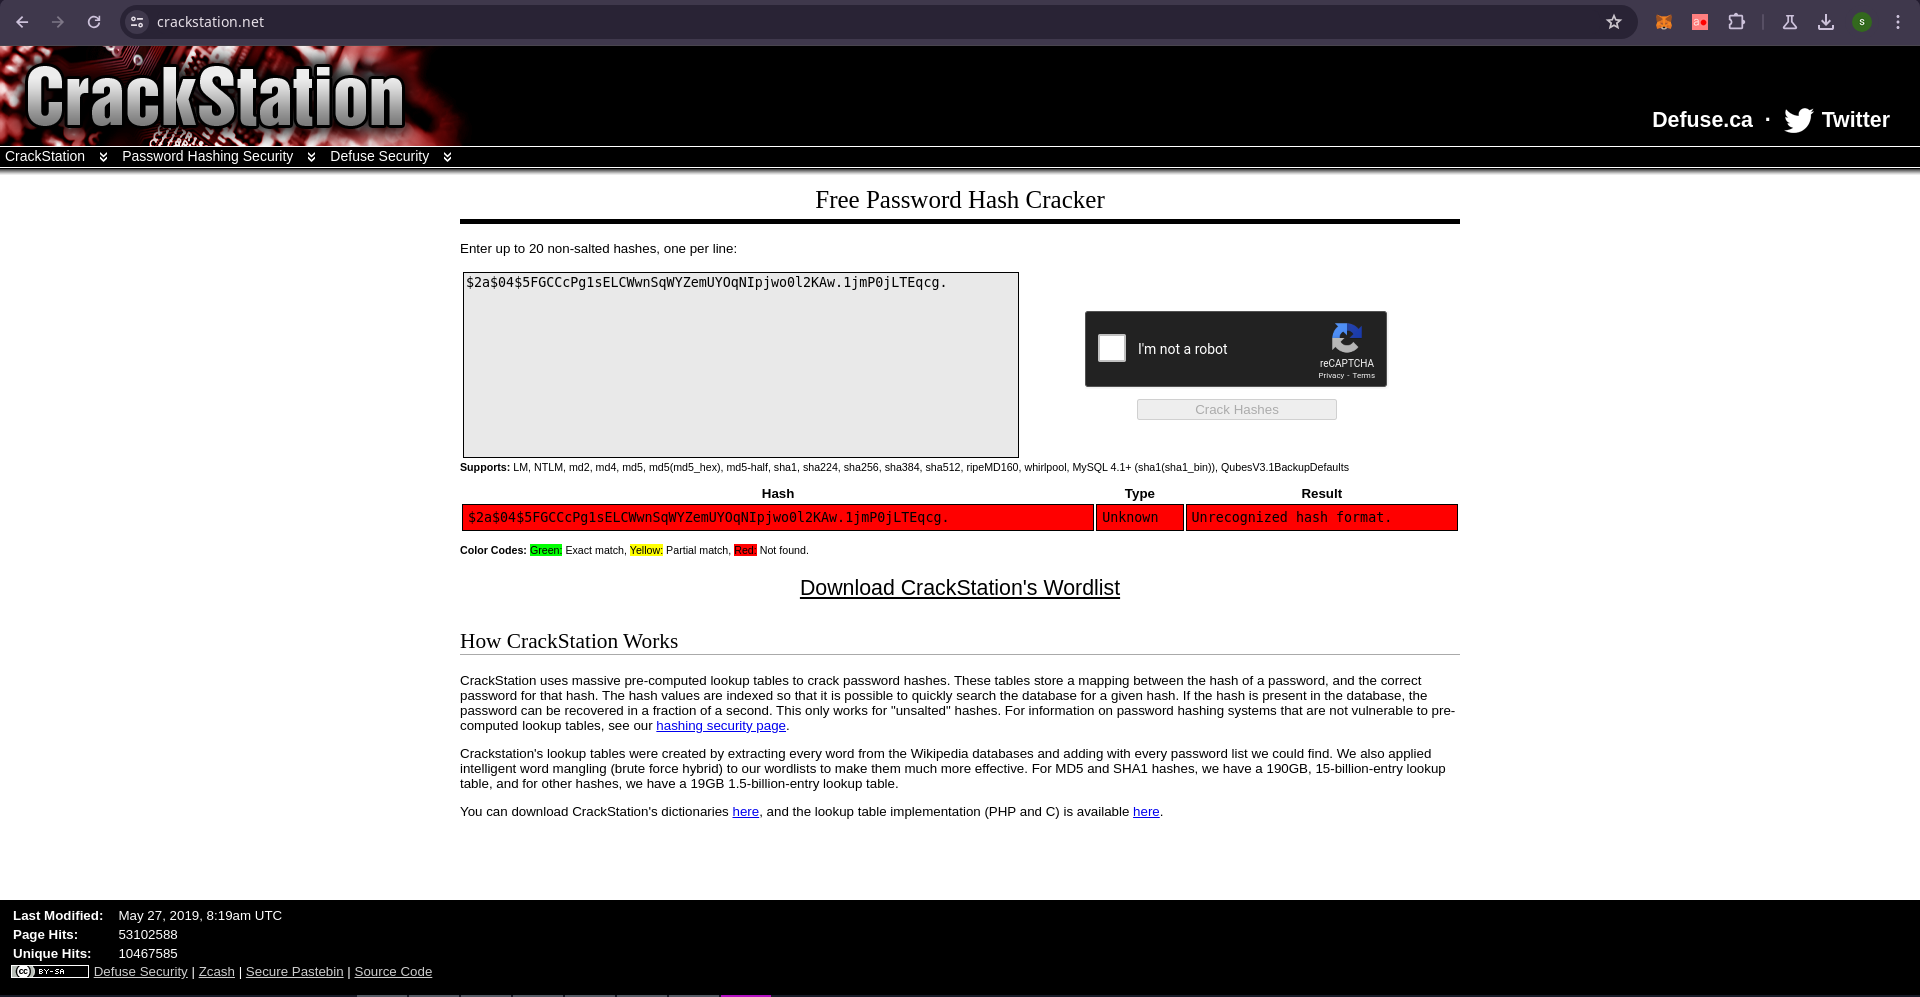 crackstation.net
s
CrackStation
Defuse.ca · Twitter
CrackStation Password Hashing Security Defuse Security
Free Password Hash Cracker
Enter up to 20 non-salted hashes, one per line:
$2a$04$5FGCCcPg1sELCWwnSqWYZemUYOqNIpjwo0l2KAw.1jmP0jLTEqcg.
I'm not a robot
reCAPTCHA
Privacy - Terms
Crack Hashes
Supports: LM, NTLM, md2, md4, md5, md5(md5_hex), md5-half, sha1, sha224, sha256, sha384, sha512, ripeMD160, whirlpool, MySQL 4.1+ (sha1(sha1_bin)), QubesV3.1BackupDefaults
Hash Type Result
$2a$04$5FGCCcPg1sELCWwnSqWYZemUYOqNIpjwo0l2KAw.1jmP0jLTEqcg. Unknown Unrecognized hash format.
Color Codes: Green: Exact match, Yellow: Partial match, Red: Not found.
Download CrackStation's Wordlist
How CrackStation Works
CrackStation uses massive pre-computed lookup tables to crack password hashes. These tables store a mapping between the hash of a password, and the correct
password for that hash. The hash values are indexed so that it is possible to quickly search the database for a given hash. If the hash is present in the database, the
password can be recovered in a fraction of a second. This only works for "unsalted" hashes. For information on password hashing systems that are not vulnerable to pre-
computed lookup tables, see our hashing security page.
Crackstation's lookup tables were created by extracting every word from the Wikipedia databases and adding with every password list we could find. We also applied
intelligent word mangling (brute force hybrid) to our wordlists to make them much more effective. For MD5 and SHA1 hashes, we have a 190GB, 15-billion-entry lookup
table, and for other hashes, we have a 19GB 1.5-billion-entry lookup table.
You can download CrackStation's dictionaries here, and the lookup table implementation (PHP and C) is available here.
Last Modified: May 27, 2019, 8:19am UTC
Page Hits: 53102588
Unique Hits: 10467585
cc BY-SA Defuse Security | Zcash | Secure Pastebin | Source Code